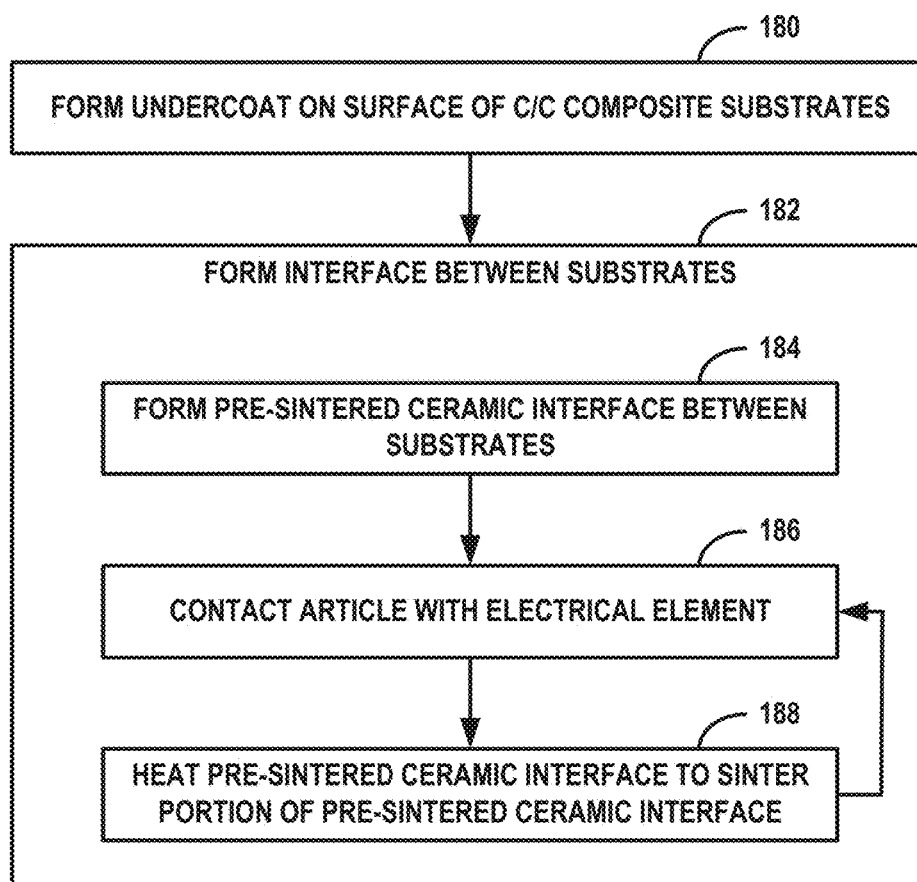 180
FORM UNDERCOAT ON SURFACE OF C/C COMPOSITE SUBSTRATES
182
FORM INTERFACE BETWEEN SUBSTRATES
184
FORM PRE-SINTERED CERAMIC INTERFACE BETWEEN
SUBSTRATES
186
CONTACT ARTICLE WITH ELECTRICAL ELEMENT
188
HEAT PRE-SINTERED CERAMIC INTERFACE TO SINTER
PORTION OF PRE-SINTERED CERAMIC INTERFACE